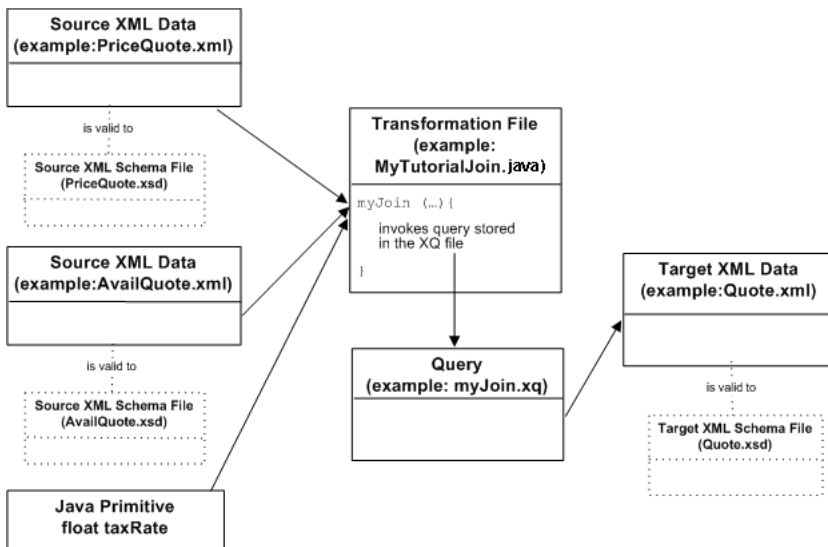 Source XML Data
(example:PriceQuote.xml)
is valid to
Source XML Schema File
(PriceQuote.xsd)
Source XML Data
(example:AvailQuote.xml)
is valid to
Source XML Schema File
(AvailQuote.xsd)
Java Primitive
float taxRate
Transformation File
(example:
MyTutorialJoin.java)
myJoin (…){
invokes query stored
in the XQ file
}
Query
(example: myJoin.xq)
Target XML Data
(example:Quote.xml)
is valid to
Target XML Schema File
(Quote.xsd)